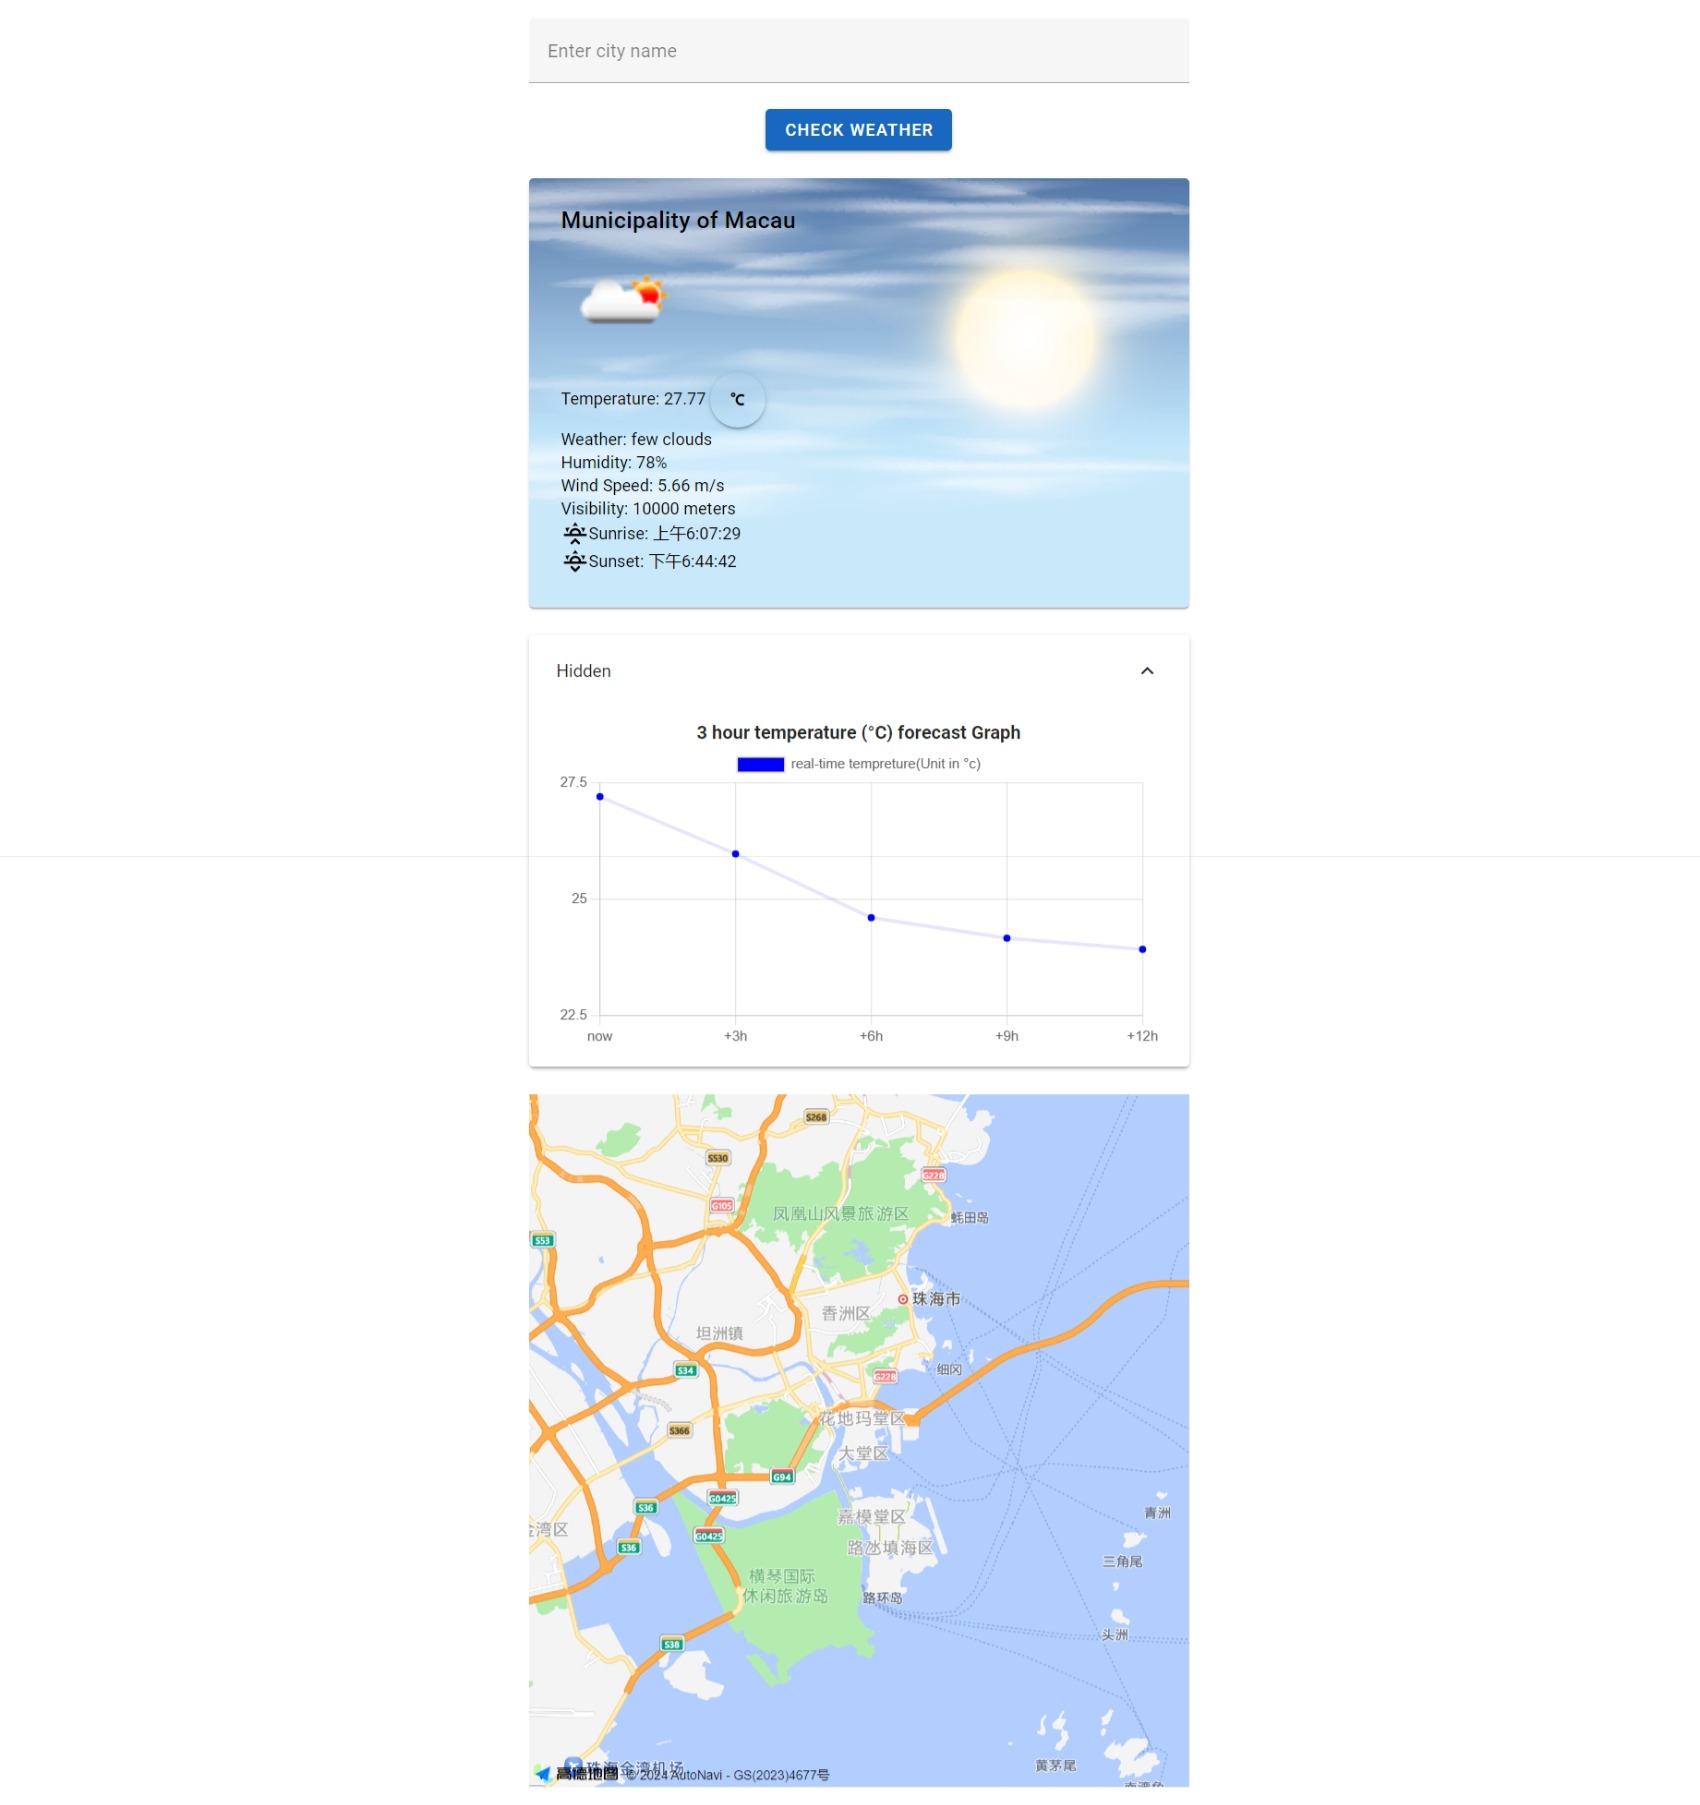 Enter city name
CHECK WEATHER
Municipality of Macau
Temperature: 27.77 °C
Weather: few clouds
Humidity: 78%
Wind Speed: 5.66 m/s
Visibility: 10000 meters
Sunrise: 上午6:07:29
Sunset: 下午6:44:42
Hidden
3 hour temperature (°C) forecast Graph
real-time tempreture(Unit in °c)
27.5
25
22.5
now +3h +6h +9h +12h
S268
S530
G228
G105
凤凰山风景旅游区
蚝田岛
S53
珠海市
香洲区
坦洲镇
S34
细冈
G228
花地玛堂区
S366
大堂区
G94
G0425
S36
青洲
嘉模堂区
金湾区
G0425
S36
路氹填海区
三角尾
横琴国际
休闲旅游岛
路环岛
头洲
S38
黄茅尾
珠海金湾机场
高德地图 © 2024 AutoNavi - GS(2023)4677号